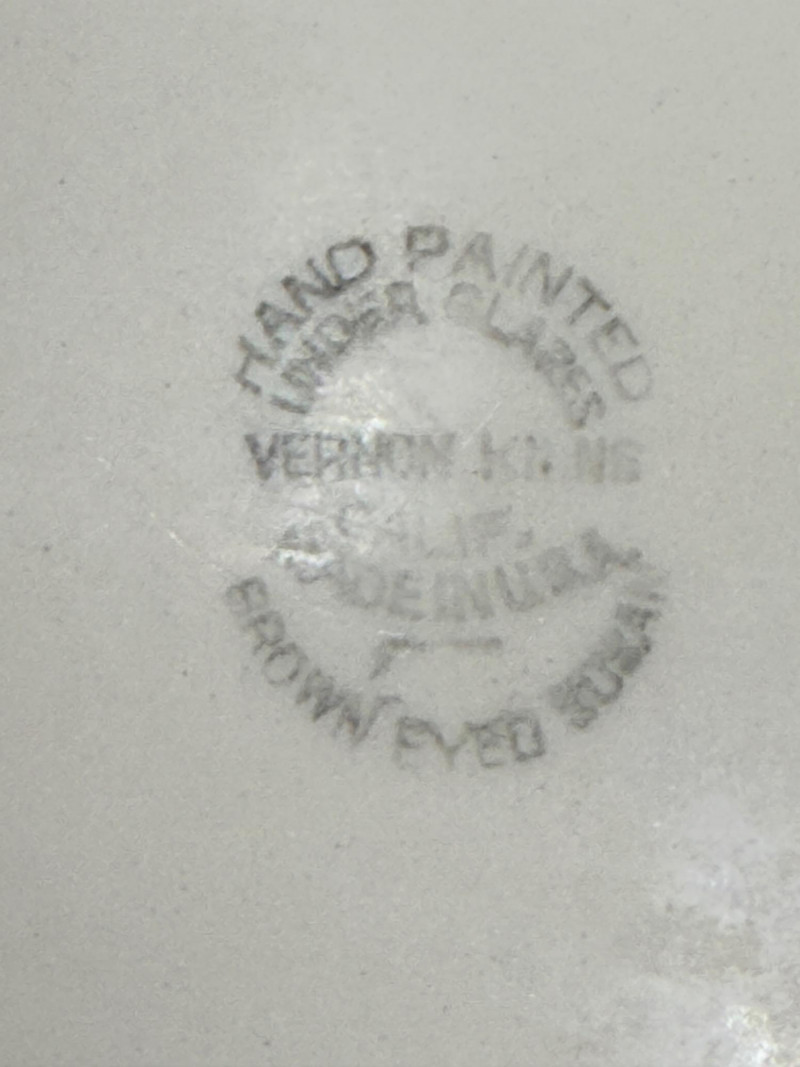 HAND PAINTED
UNDER GLAZES
VERNON KILNS
CALIF.
MADE IN U.S.A.
BROWN EYED SUSAN